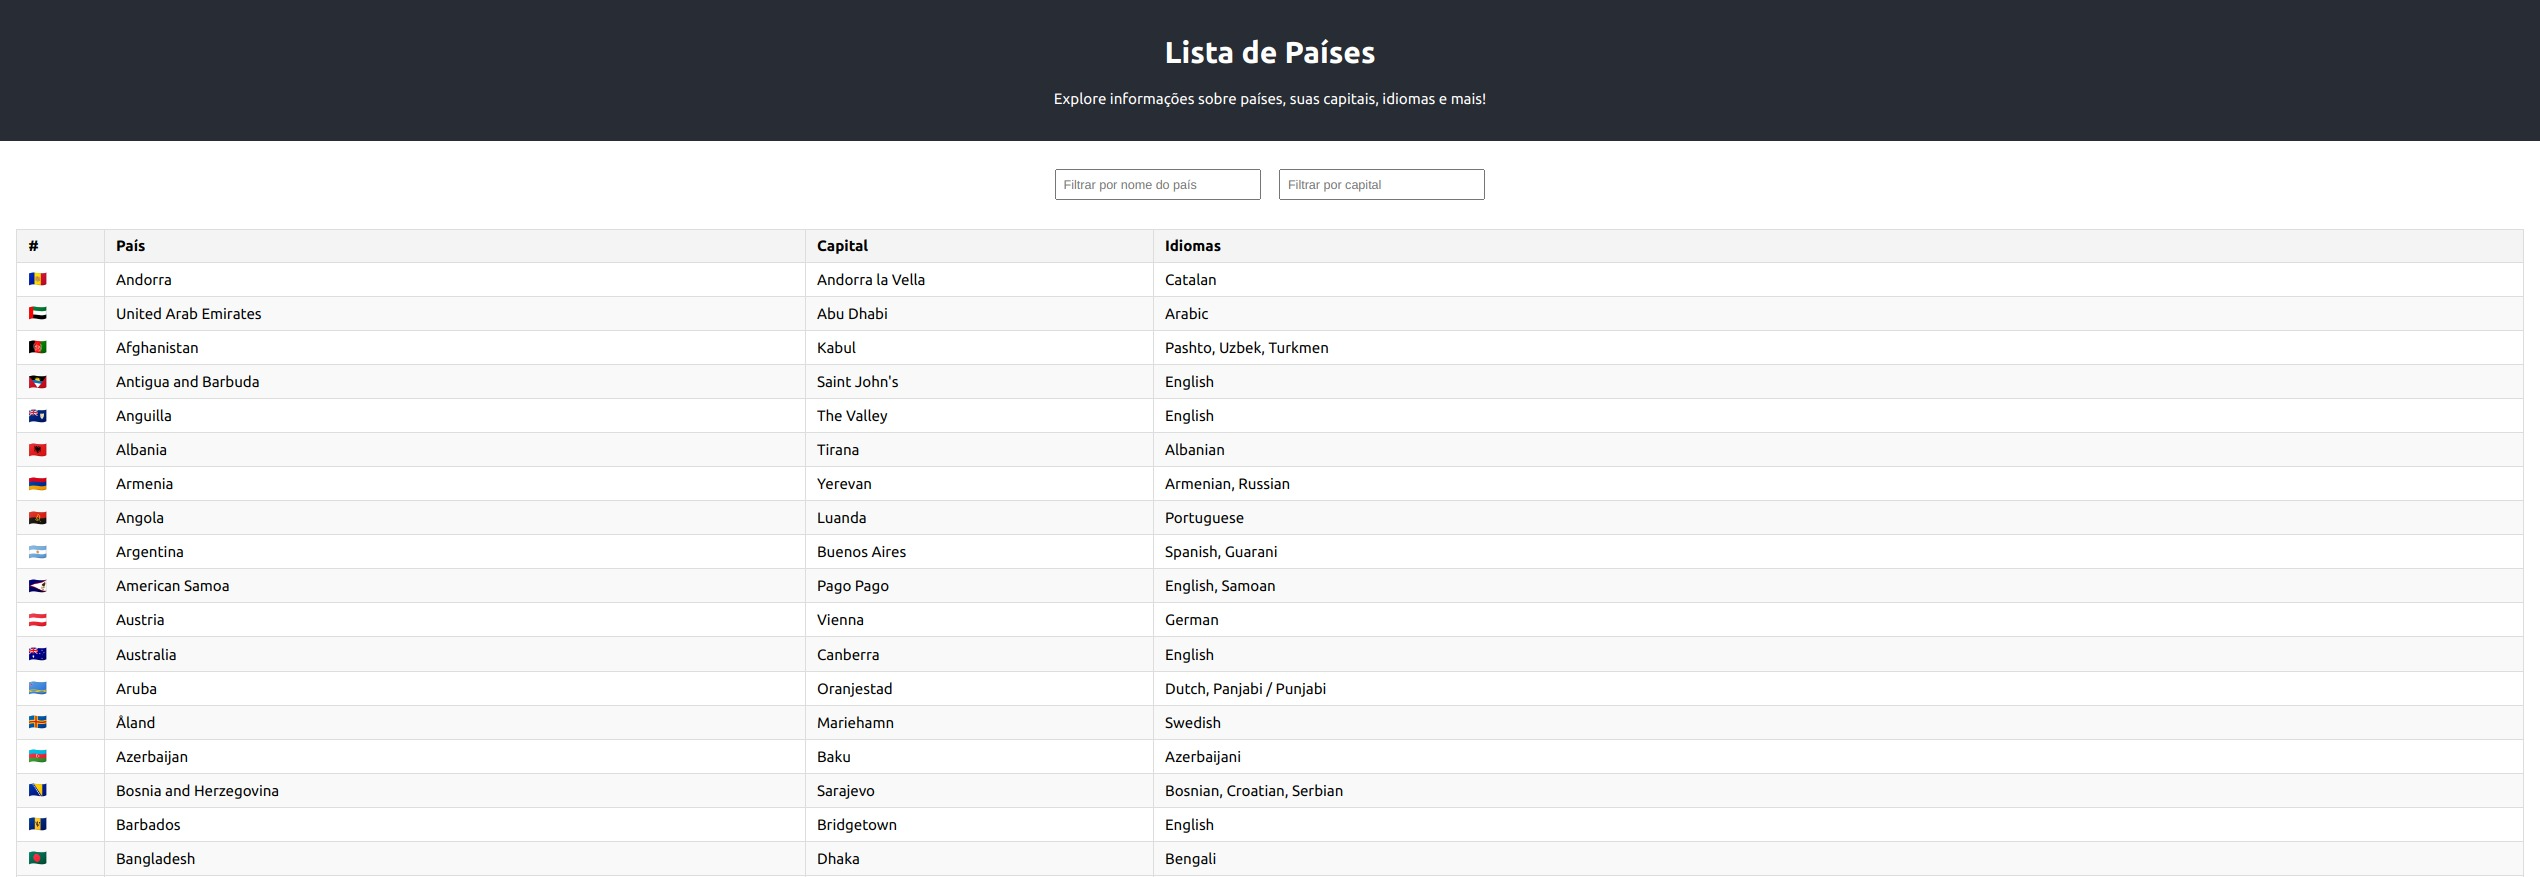 Lista de Países
Explore informações sobre países, suas capitais, idiomas e mais!
Filtrar por nome do país Filtrar por capital
# País Capital Idiomas
Andorra Andorra la Vella Catalan
United Arab Emirates Abu Dhabi Arabic
Afghanistan Kabul Pashto, Uzbek, Turkmen
Antigua and Barbuda Saint John's English
Anguilla The Valley English
Albania Tirana Albanian
Armenia Yerevan Armenian, Russian
Angola Luanda Portuguese
Argentina Buenos Aires Spanish, Guarani
American Samoa Pago Pago English, Samoan
Austria Vienna German
Australia Canberra English
Aruba Oranjestad Dutch, Panjabi / Punjabi
Åland Mariehamn Swedish
Azerbaijan Baku Azerbaijani
Bosnia and Herzegovina Sarajevo Bosnian, Croatian, Serbian
Barbados Bridgetown English
Bangladesh Dhaka Bengali